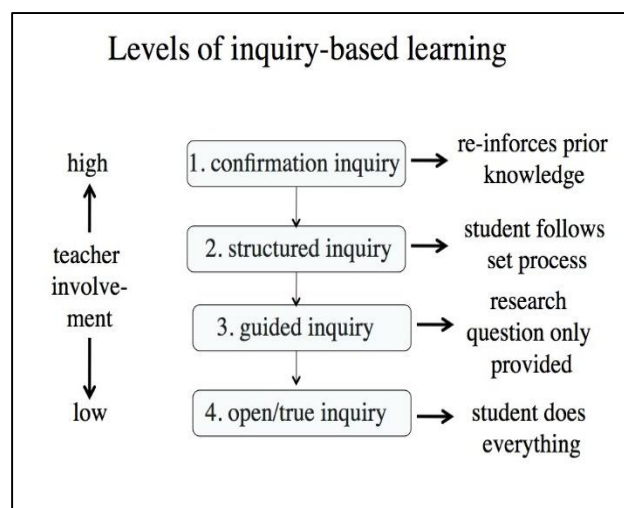 Levels of inquiry-based learning
high
teacher
involve-
ment
low
1. confirmation inquiry
2. structured inquiry
3. guided inquiry
4. open/true inquiry
re-inforces prior
knowledge
student follows
set process
research
question only
provided
student does
everything